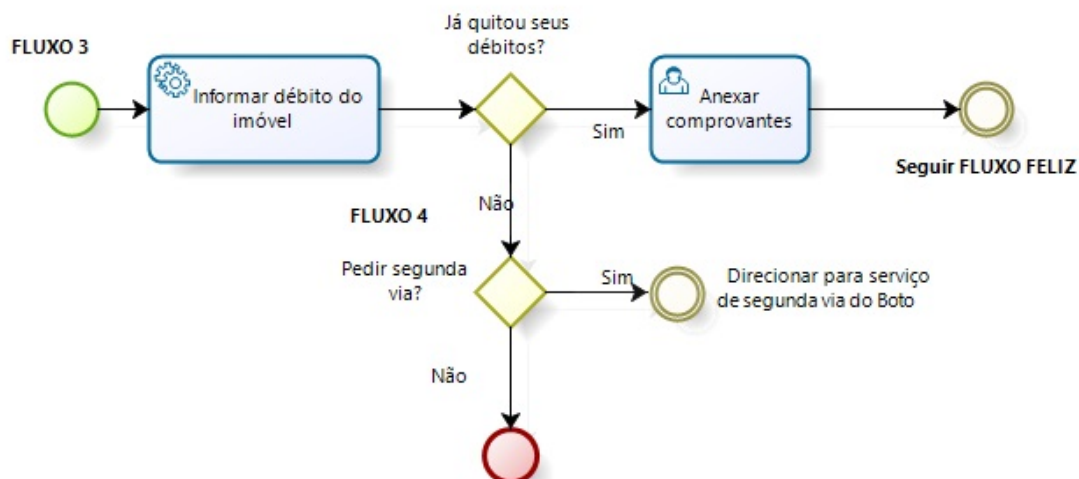 Já quitou seus
débitos?
FLUXO 3
Informar débito do
imóvel
Sim
Anexar
comprovantes
Seguir FLUXO FELIZ
Não
FLUXO 4
Pedir segunda
via?
Sim
Direcionar para serviço
de segunda via do Boto
Não